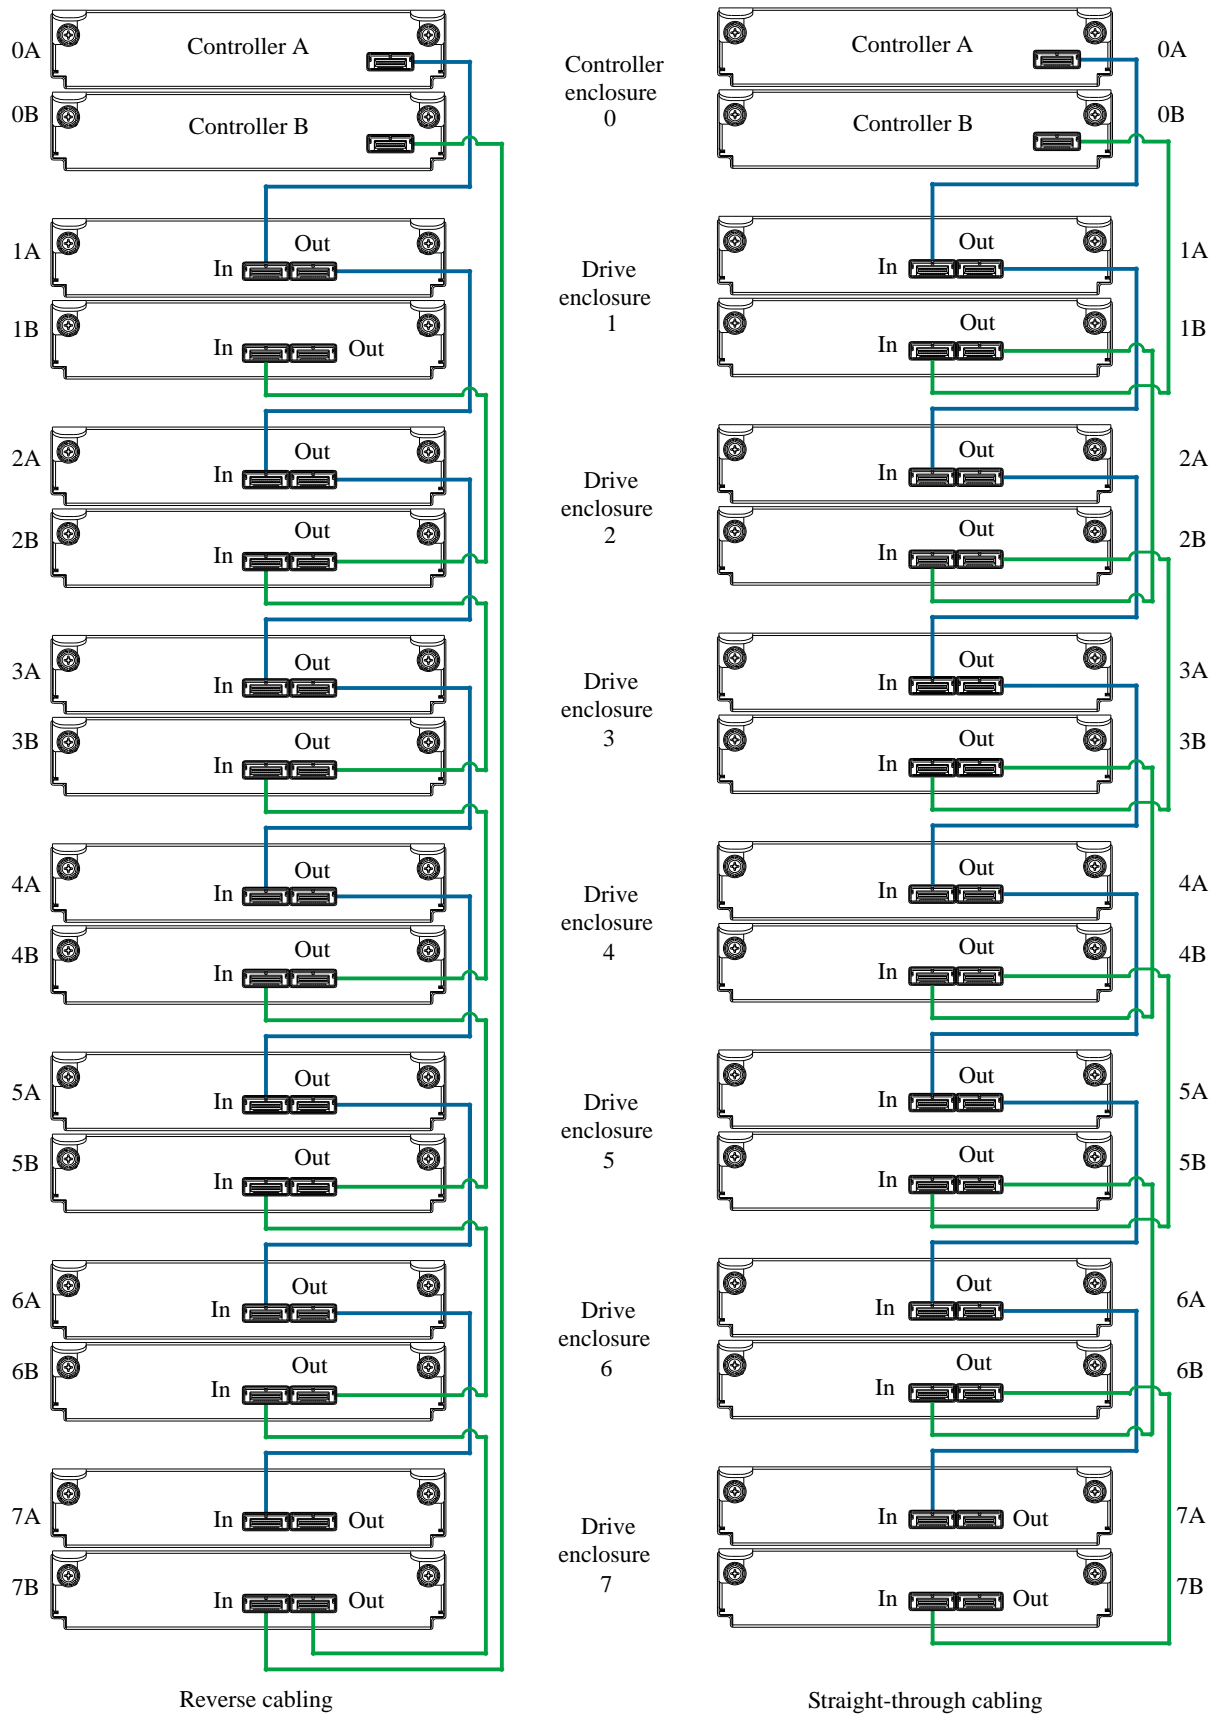 0A
Controller A
0B
Controller B
1A
In
Out
1B
In
Out
2A
In
Out
2B
In
Out
3A
In
Out
3B
In
Out
4A
In
Out
4B
In
Out
5A
In
Out
5B
In
Out
6A
In
Out
6B
In
Out
7A
In
Out
7B
In
Out
Reverse cabling
Controller
enclosure
0
Drive
enclosure
1
Drive
enclosure
2
Drive
enclosure
3
Drive
enclosure
4
Drive
enclosure
5
Drive
enclosure
6
Drive
enclosure
7
Controller A
0A
Controller B
0B
In
Out
1A
In
Out
1B
In
Out
2A
In
Out
2B
In
Out
3A
In
Out
3B
In
Out
4A
In
Out
4B
In
Out
5A
In
Out
5B
In
Out
6A
In
Out
6B
In
Out
7A
In
Out
7B
Straight-through cabling